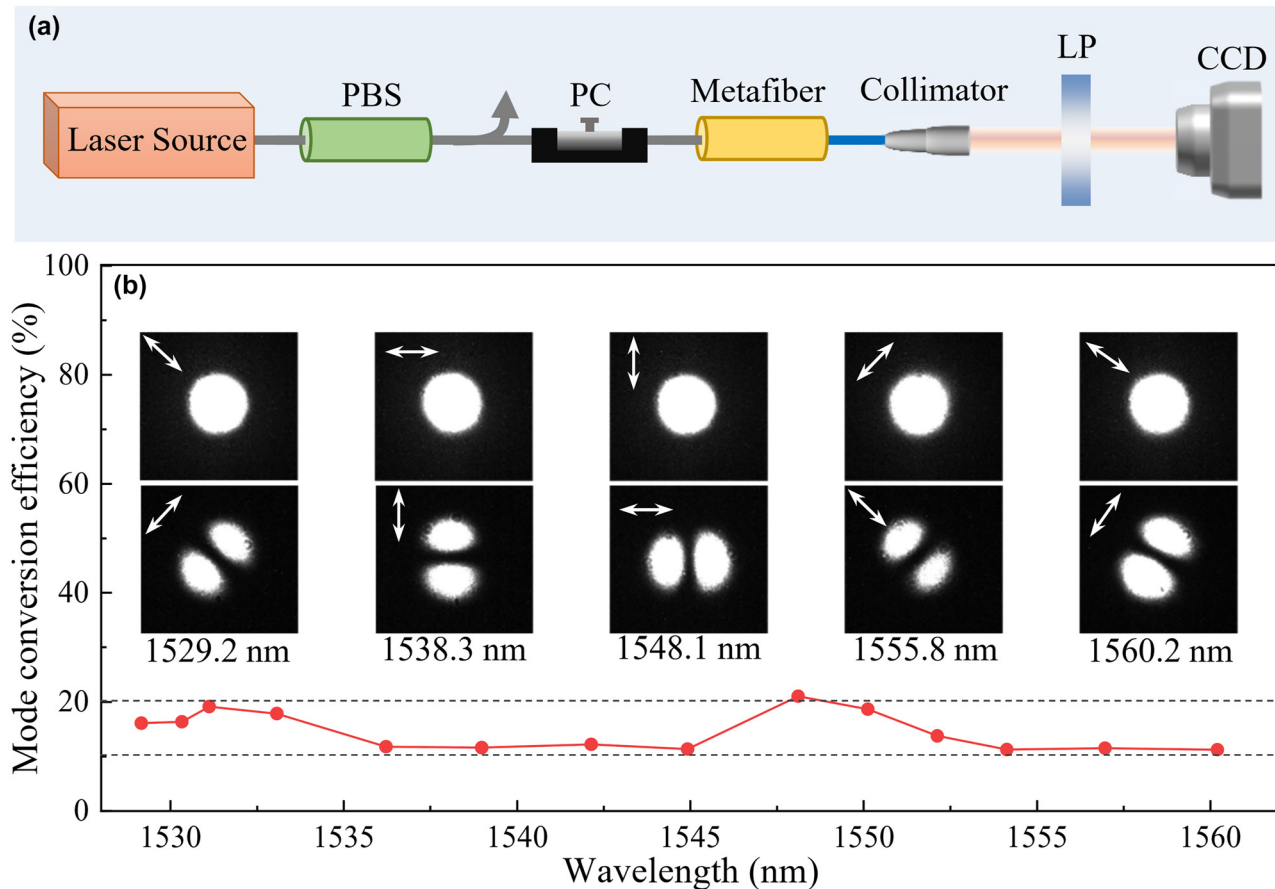 (a)
Laser Source
PBS
PC
Metafiber
Collimator
LP
CCD
(b)
Mode conversion efficiency (%)
100
80
60
40
20
0
1529.2 nm
1538.3 nm
1548.1 nm
1555.8 nm
1560.2 nm
1530
1535
1540
1545
1550
1555
1560
Wavelength (nm)